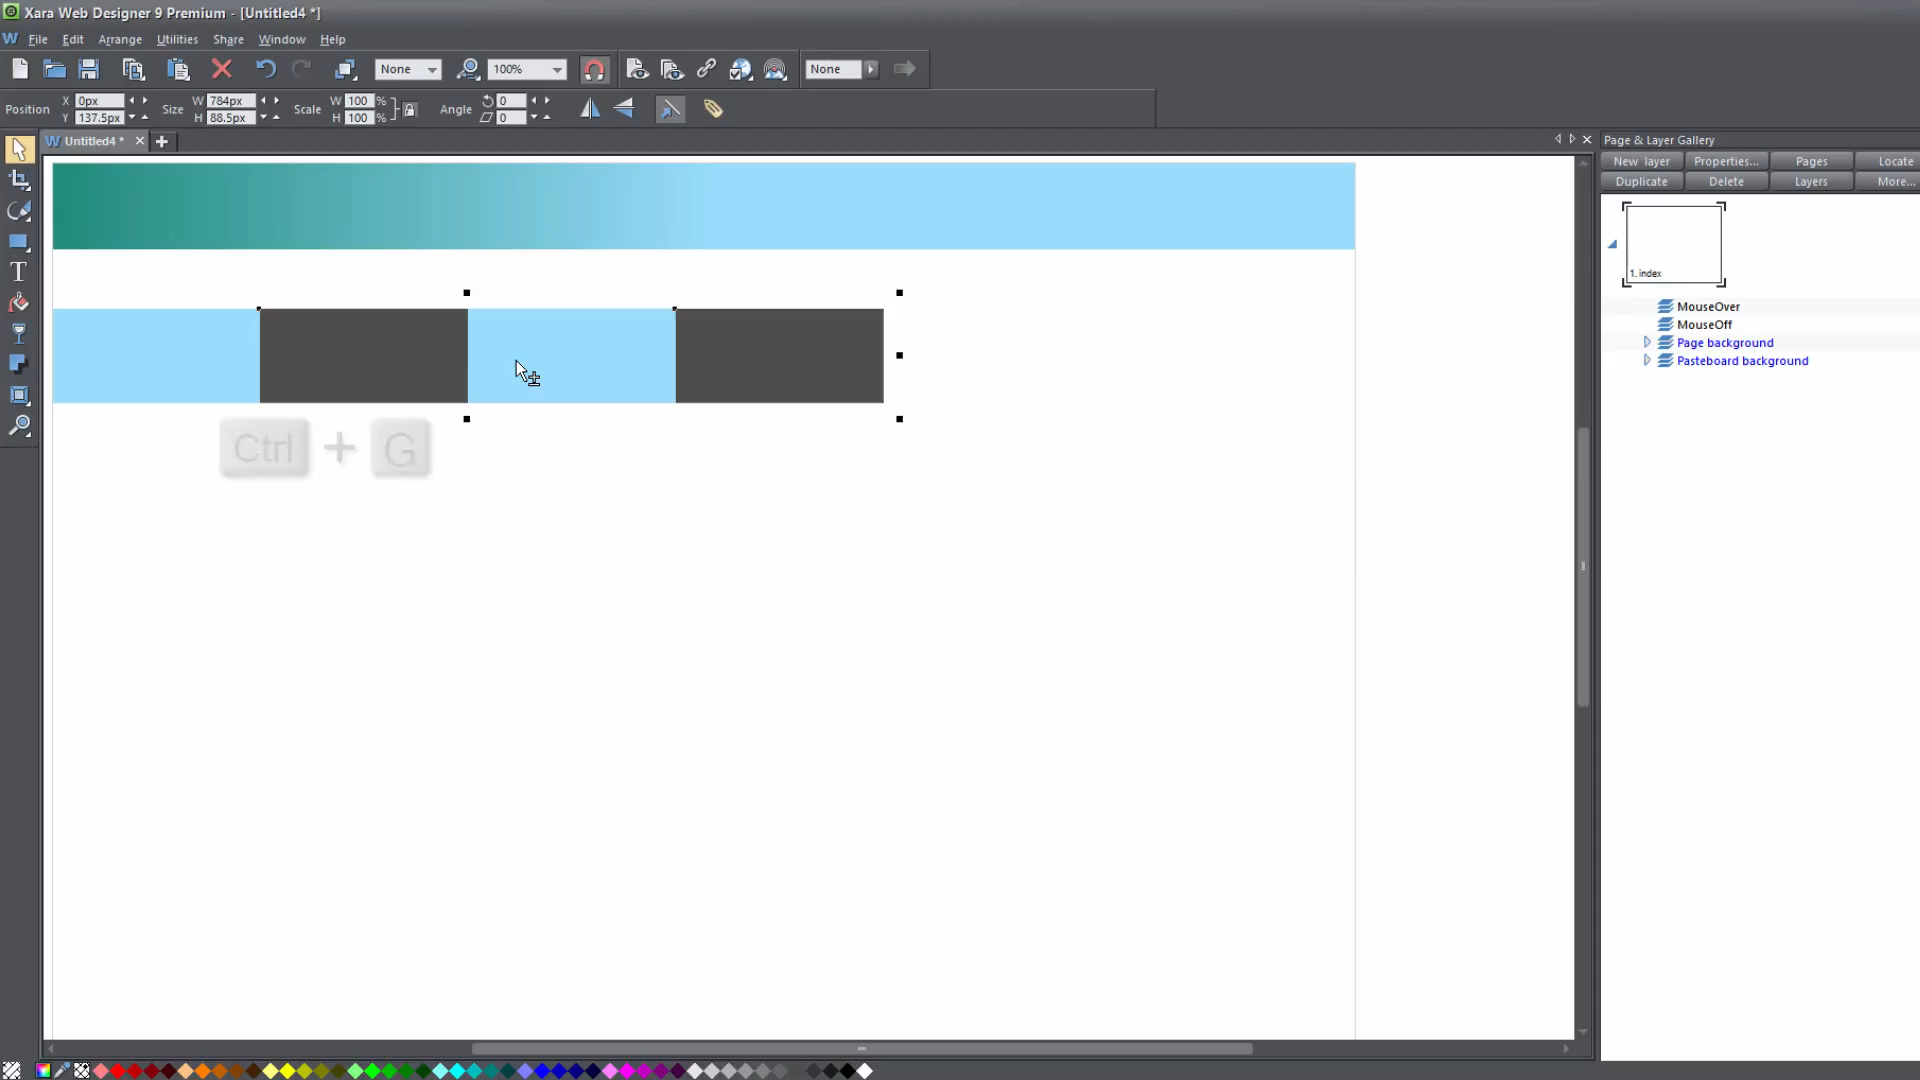 Xara Web Designer 9 Premium - [Untitled4 *]
File Edit Arrange Utilities Share Window Help
None 100% None
Position X 0px Y 137.5px Size W 784px H 88.5px Scale W 100 % H 100 % Angle 0 0
Untitled4 *
Page & Layer Gallery
New layer Properties... Pages Locate
Duplicate Delete Layers More...
1. index
MouseOver
MouseOff
Page background
Pasteboard background
Ctrl + G